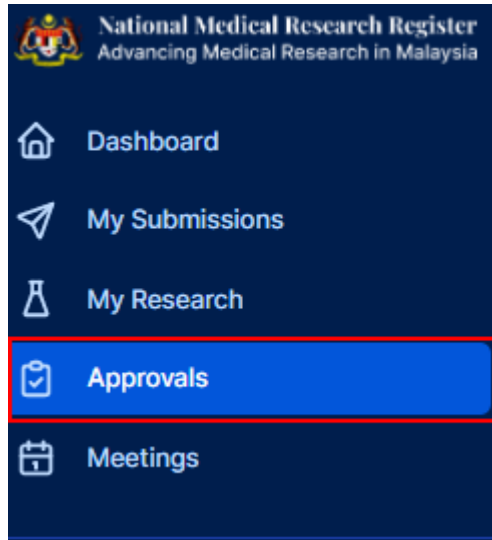 National Medical Research Register
Advancing Medical Research in Malaysia
Dashboard
My Submissions
My Research
Approvals
Meetings